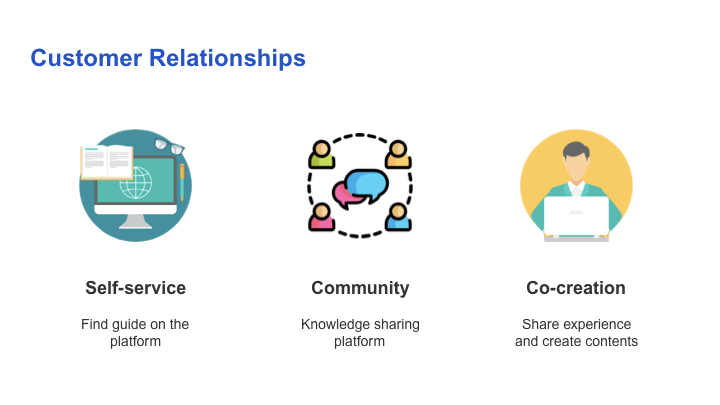 Customer Relationships
Self-service
Find guide on the
platform
Community
Knowledge sharing
platform
Co-creation
Share experience
and create contents